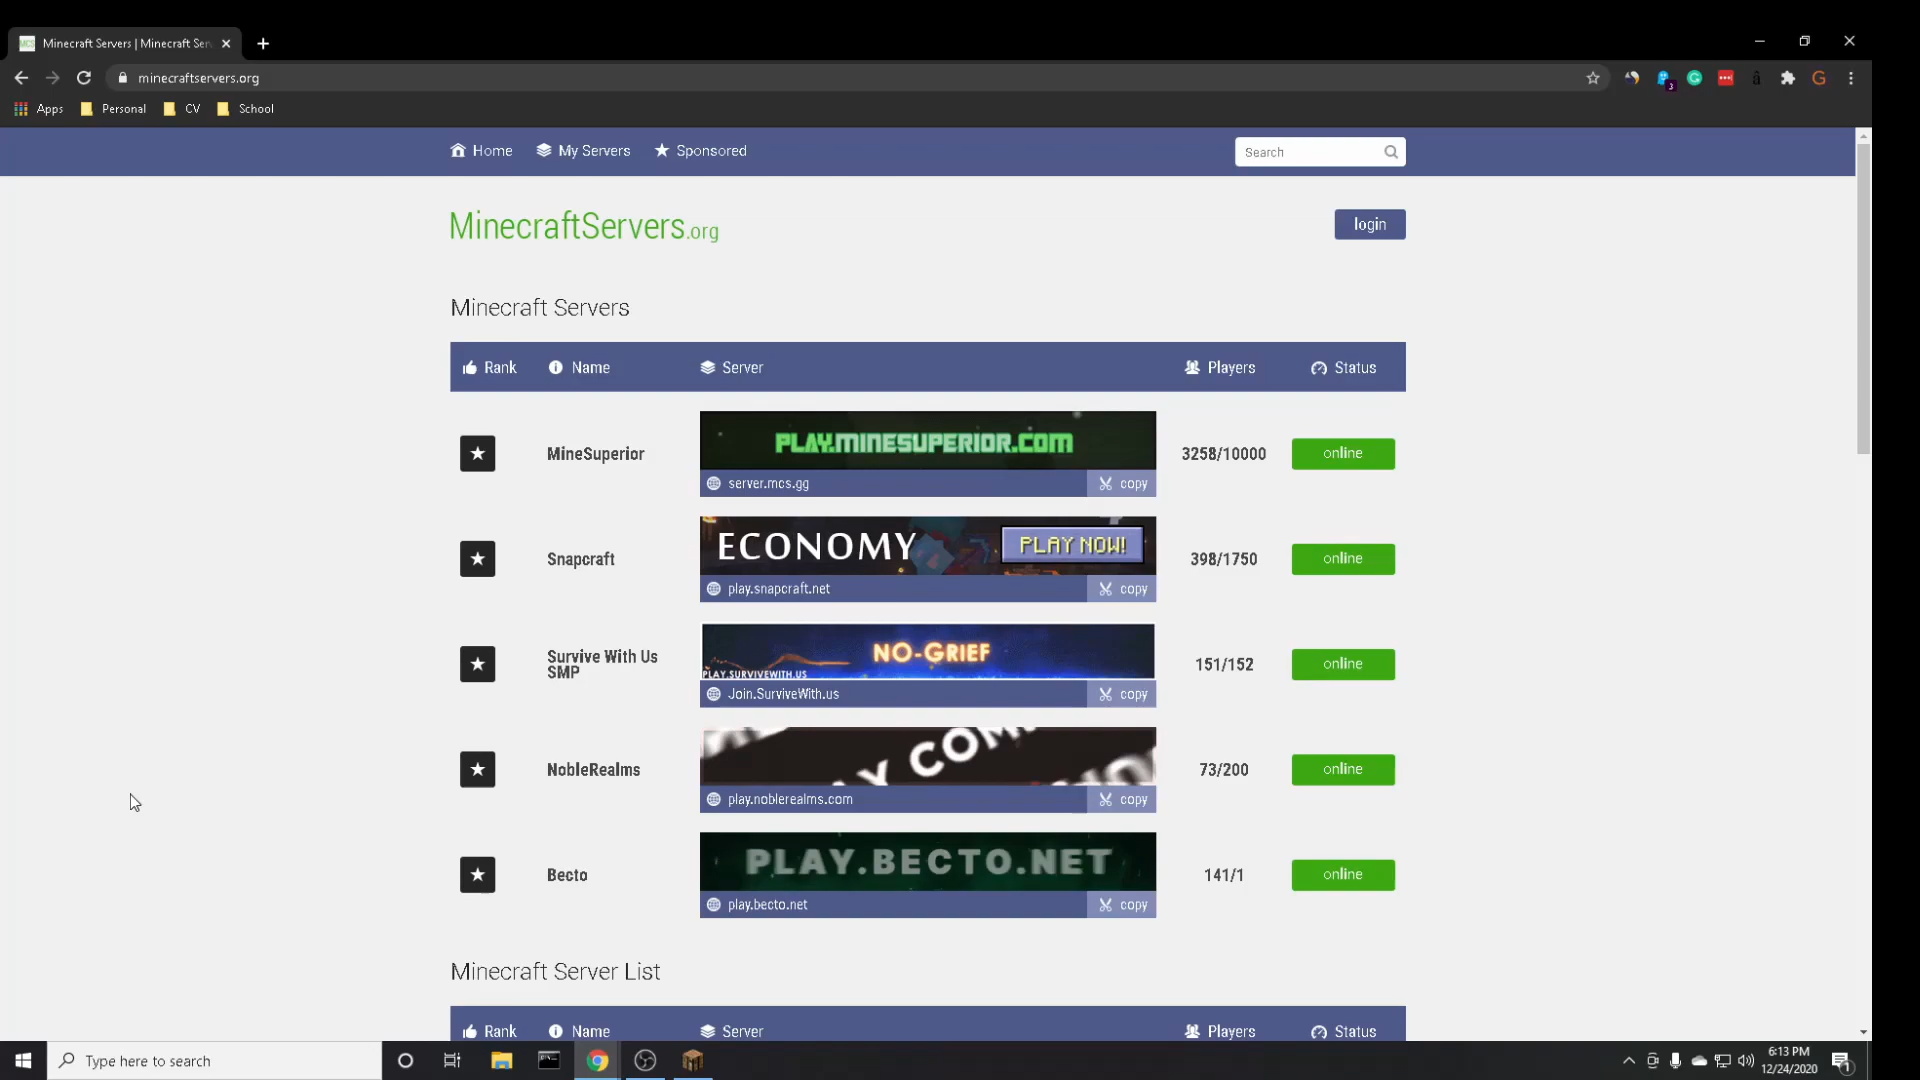 Minecraft Servers | Minecraft Ser
minecraftservers.org
3
G
Apps
Personal
CV
School
Home
My Servers
Sponsored
Search
MinecraftServers.org
login
Minecraft Servers
Rank
Name
Server
Players
Status
MineSuperior
PLAY.MINESUPERIOR.COM
server.mcs.gg
copy
3258/10000
online
Snapcraft
ECONOMY
PLAY NOW!
play.snapcraft.net
copy
398/1750
online
Survive With Us
SMP
NO-GRIEF
PLAY.SURVIVEWITH.US
Join.SurviveWith.us
copy
151/152
online
NobleRealms
play.noblerealms.com
copy
73/200
online
Becto
PLAY.BECTO.NET
play.becto.net
copy
141/1
online
Minecraft Server List
Rank
Name
Server
Players
Status
Type here to search
6:13 PM
12/24/2020
1